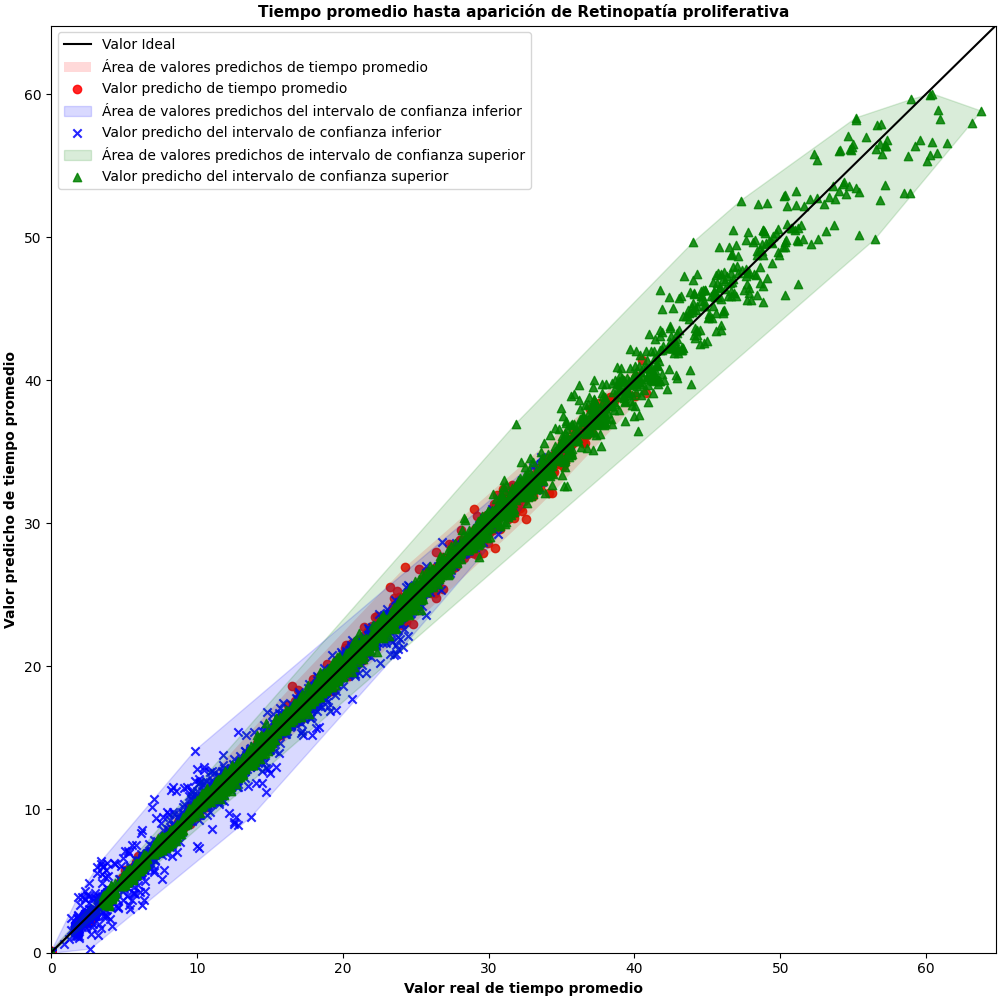 Tiempo promedio hasta aparición de Retinopatía proliferativa
Valor Ideal
Área de valores predichos de tiempo promedio
Valor predicho de tiempo promedio
Área de valores predichos del intervalo de confianza inferior
Valor predicho del intervalo de confianza inferior
Área de valores predichos de intervalo de confianza superior
Valor predicho del intervalo de confianza superior
Valor predicho de tiempo promedio
60
50
40
30
20
10
0
0 10 20 30 40 50 60
Valor real de tiempo promedio